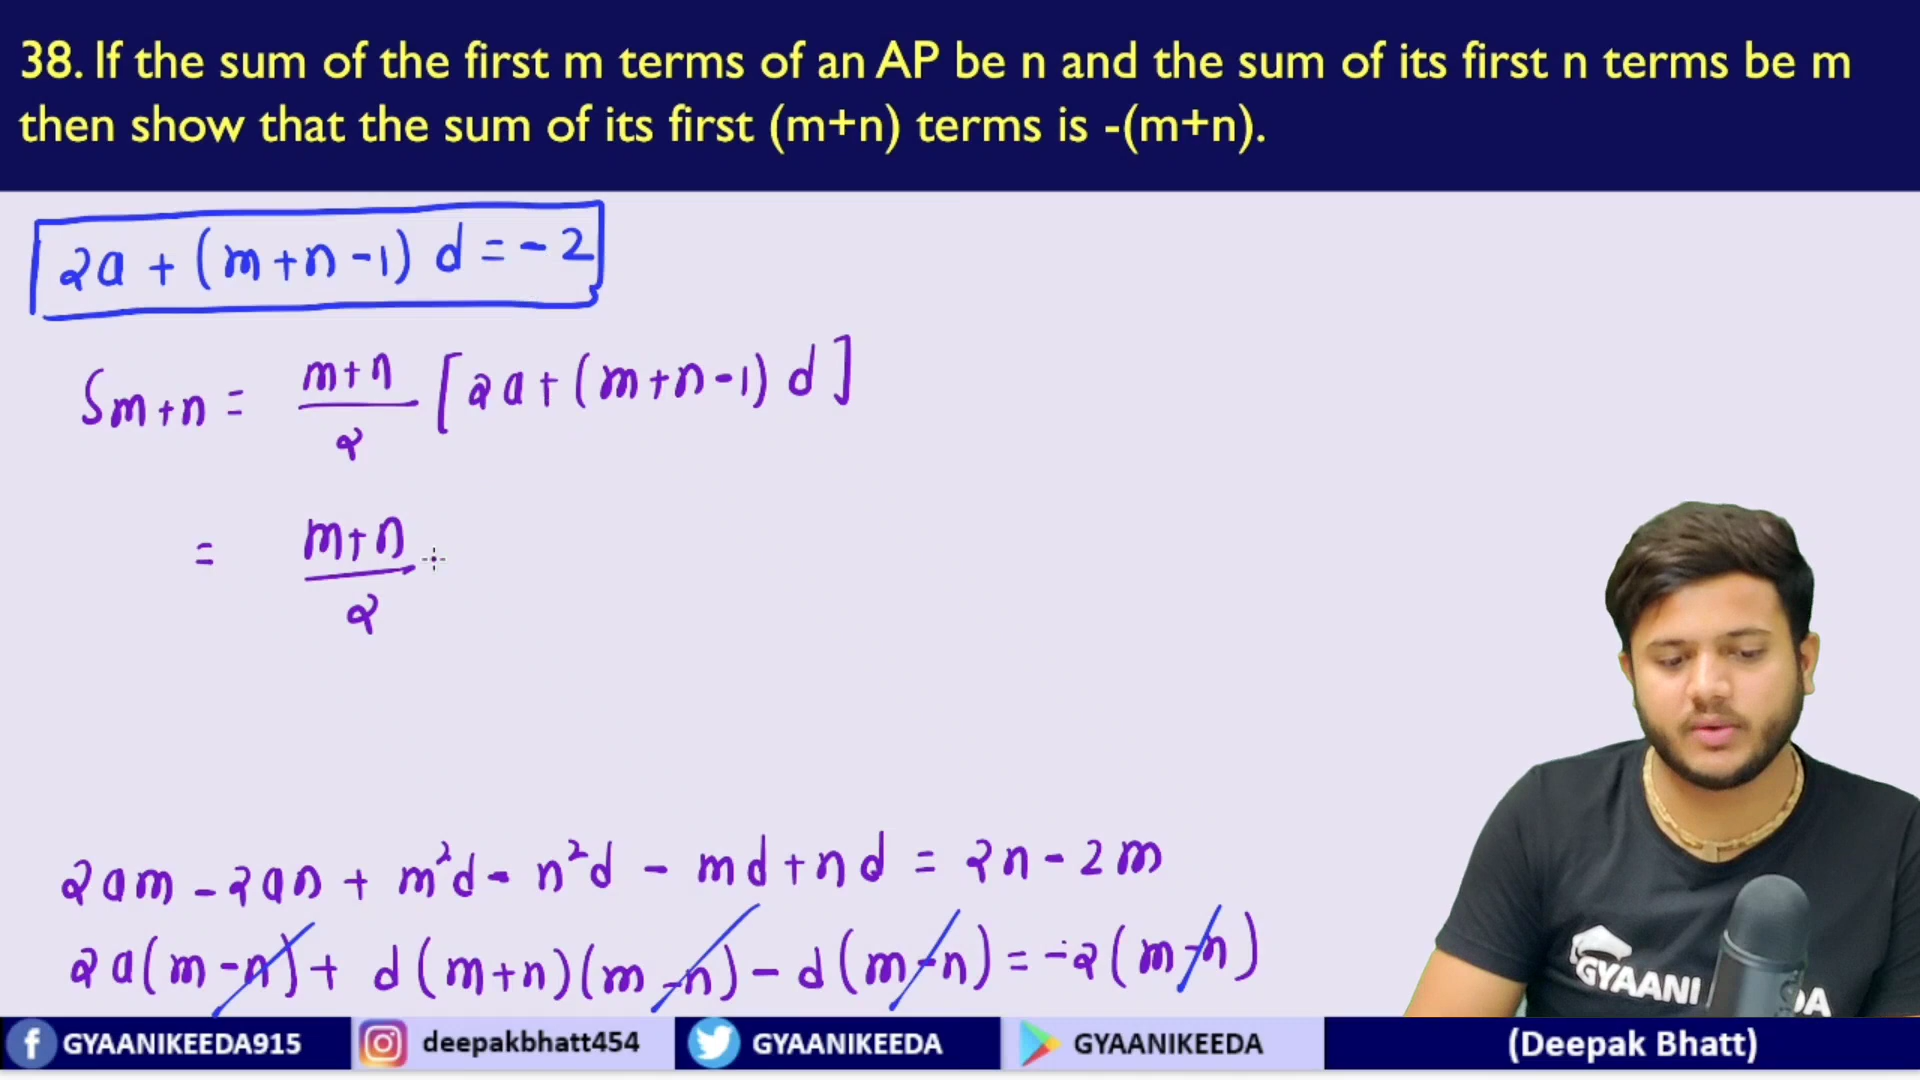 38. If the sum of the first m terms of an AP be n and the sum of its first n terms be m
then show that the sum of its first (m+n) terms is -(m+n).
2a + (m+n-1) d = -2
Sm+n = m+n/2 [2a+(m+n-1) d]
= m+n/2
2am - 2an + m²d - n²d - md + nd = 2n - 2m
2a(m-n) + d(m+n)(m-n) - d(m-n) = -2(m-n)
GYAANI DA
GYAANIKEEDA915 deepakbhatt454 GYAANIKEEDA GYAANIKEEDA (Deepak Bhatt)